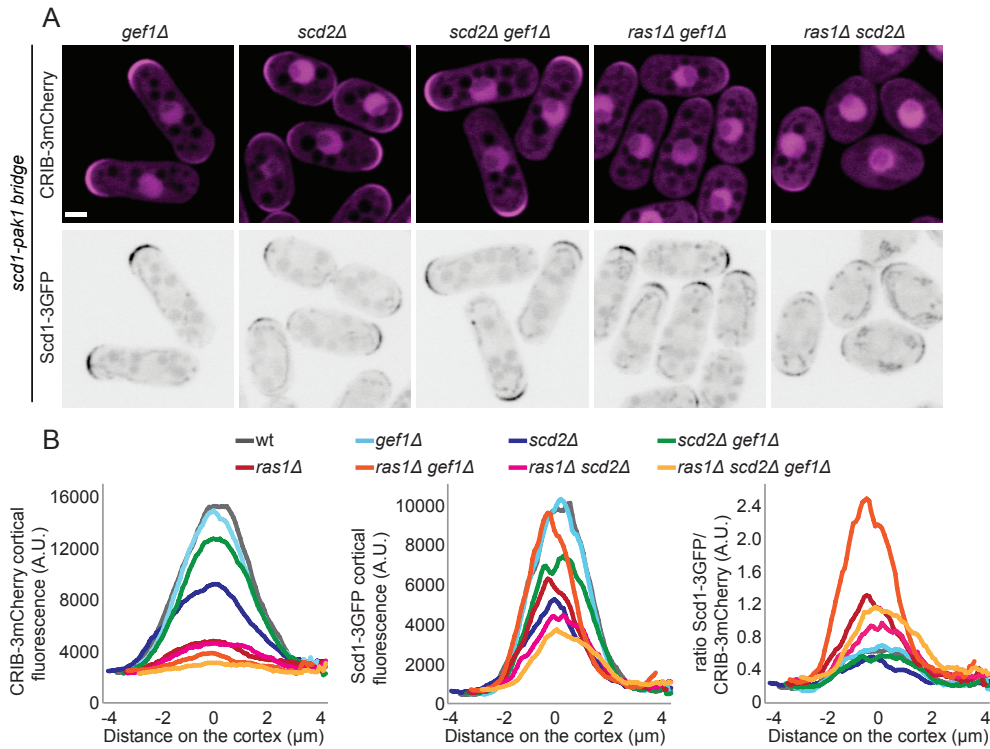 A
gef1Δ scd2Δ scd2Δ gef1Δ ras1Δ gef1Δ ras1Δ scd2Δ
scd1-pak1 bridge
CRIB-3mCherry
Scd1-3GFP
B
wt gef1Δ scd2Δ scd2Δ gef1Δ
ras1Δ ras1Δ gef1Δ ras1Δ scd2Δ ras1Δ scd2Δ gef1Δ
CRIB-3mCherry cortical
fluorescence (A.U.)
16000
12000
8000
4000
0
-4 -2 0 2 4
Distance on the cortex (µm)
Scd1-3GFP cortical
fluorescence (A.U.)
10000
8000
6000
4000
2000
0
-4 -2 0 2 4
Distance on the cortex (µm)
ratio Scd1-3GFP/
CRIB-3mCherry (A.U.)
2.4
2.0
1.6
1.2
0.8
0.4
0
-4 -2 0 2 4
Distance on the cortex (µm)